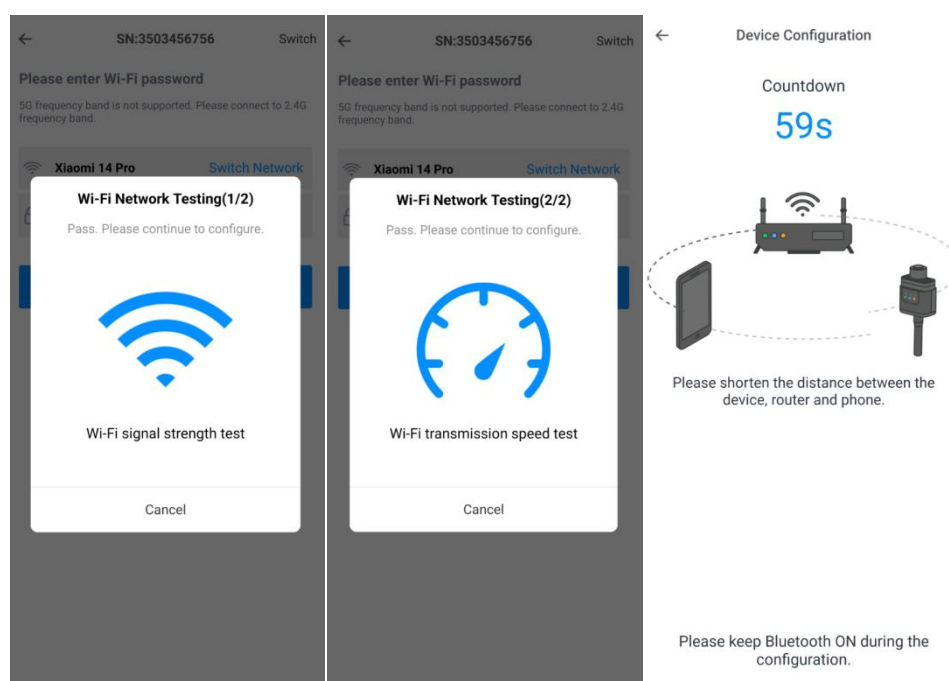 SN:3503456756 Switch
Please enter Wi-Fi password
5G frequency band is not supported. Please connect to 2.4G
frequency band.
Xiaomi 14 Pro Switch Network
Wi-Fi Network Testing(1/2)
Pass. Please continue to configure.
Wi-Fi signal strength test
Cancel
SN:3503456756 Switch
Please enter Wi-Fi password
5G frequency band is not supported. Please connect to 2.4G
frequency band.
Xiaomi 14 Pro Switch Network
Wi-Fi Network Testing(2/2)
Pass. Please continue to configure.
Wi-Fi transmission speed test
Cancel
Device Configuration
Countdown
59s
Please shorten the distance between the
device, router and phone.
Please keep Bluetooth ON during the
configuration.